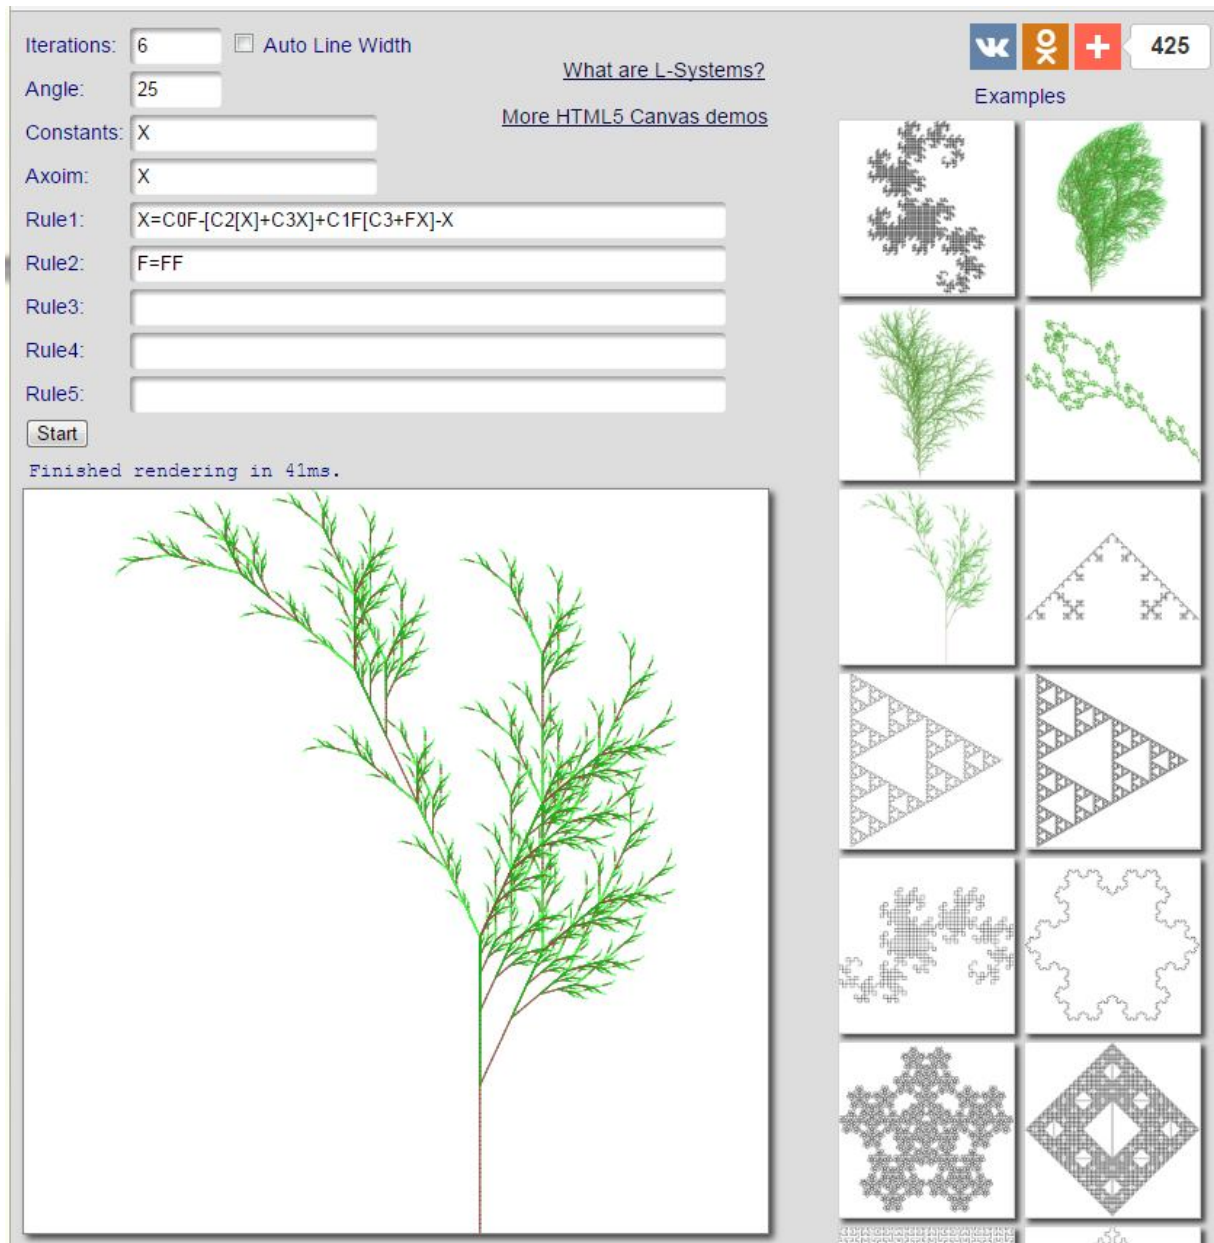 Iterations: 6 Auto Line Width
What are L-Systems?
Angle: 25
More HTML5 Canvas demos
Constants: X
Axoim: X
Rule1: X=C0F-[C2[X]+C3X]+C1F[C3+FX]-X
Rule2: F=FF
Rule3:
Rule4:
Rule5:
Start
Finished rendering in 41ms.
425
Examples